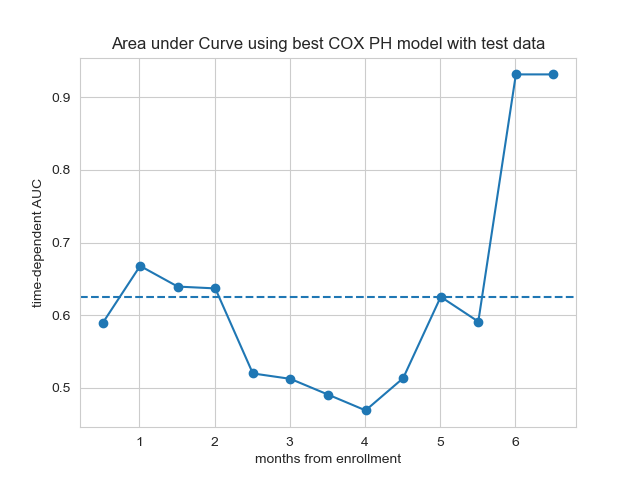 Area under Curve using best COX PH model with test data
time-dependent AUC
0.9
0.8
0.7
0.6
0.5
1 2 3 4 5 6
months from enrollment